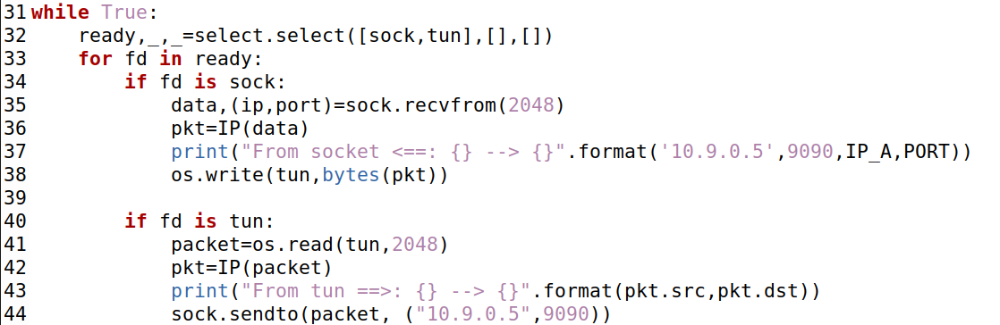 31 while True:
32     ready,_,_=select.select([sock,tun],[],[])
33     for fd in ready:
34         if fd is sock:
35             data,(ip,port)=sock.recvfrom(2048)
36             pkt=IP(data)
37             print("From socket <==: {} --> {}".format('10.9.0.5',9090,IP_A,PORT))
38             os.write(tun,bytes(pkt))
39
40         if fd is tun:
41             packet=os.read(tun,2048)
42             pkt=IP(packet)
43             print("From tun ==>: {} --> {}".format(pkt.src,pkt.dst))
44             sock.sendto(packet, ("10.9.0.5",9090))